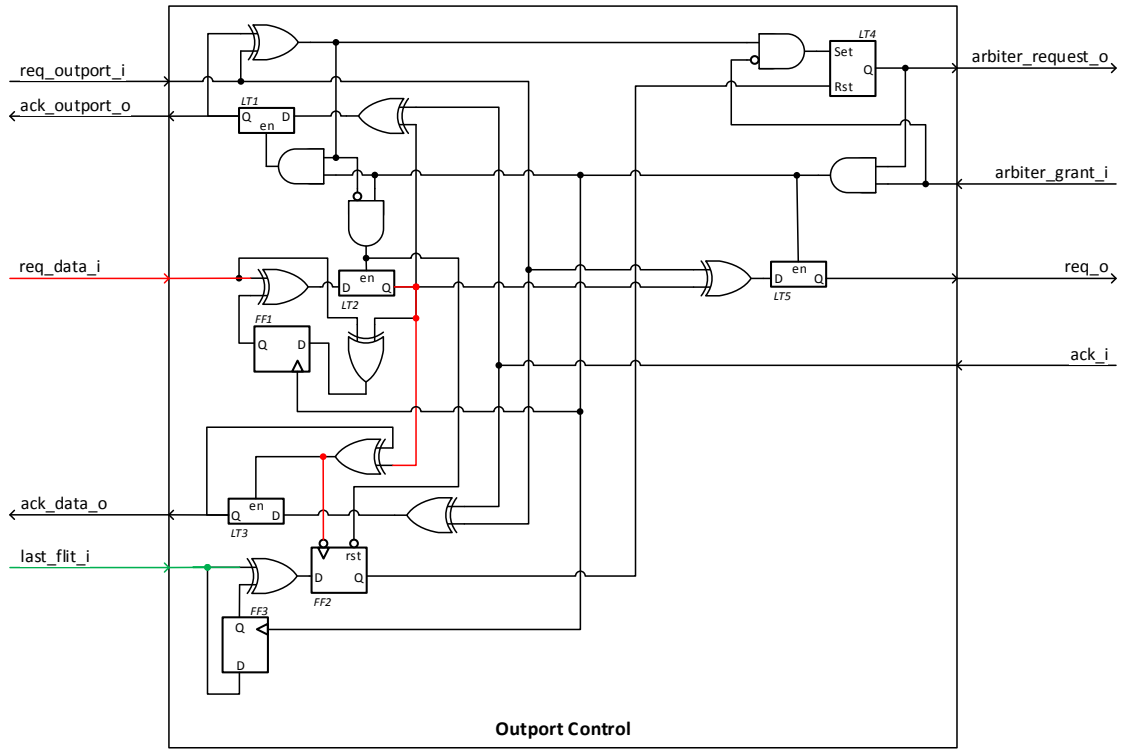 LT4
req_outport_i
Set
arbiter_request_o
Q
ack_outport_o
LT1
Q D
en
Rst
arbiter_grant_i
req_data_i
en
D Q
LT2
en
D Q
LT5
req_o
FF1
Q D
ack_i
ack_data_o
en
Q D
LT3
last_flit_i
rst
D Q
FF2
FF3
Q
D
Outport Control